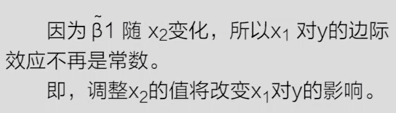 因为β̃1 随 x₂变化，所以x₁ 对y的边际
效应不再是常数。
即，调整x₂的值将改变x₁对y的影响。